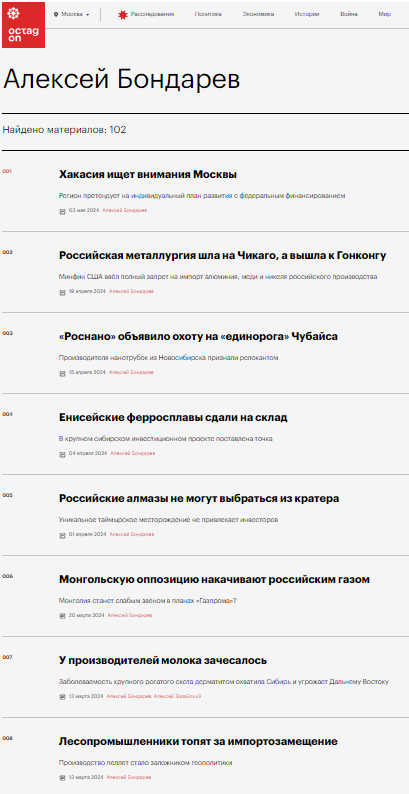 octag
on
Москва
Расследования
Политика
Экономика
Истории
Война
Мир
Алексей Бондарев
Найдено материалов: 102
001
Хакасия ищет внимания Москвы
Регион претендует на индивидуальный план развития с федеральным финансированием
03 мая 2024 Алексей Бондарев
002
Российская металлургия шла на Чикаго, а вышла к Гонконгу
Минфин США ввёл полный запрет на импорт алюминия, меди и никеля российского производства
19 апреля 2024 Алексей Бондарев
003
«Роснано» объявило охоту на «единорога» Чубайса
Производителя нанотрубок из Новосибирска признали релокантом
15 апреля 2024 Алексей Бондарев
004
Енисейские ферросплавы сдали на склад
В крупном сибирском инвестиционном проекте поставлена точка
04 апреля 2024 Алексей Бондарев
005
Российские алмазы не могут выбраться из кратера
Уникальное таймырское месторождение не привлекает инвесторов
01 апреля 2024 Алексей Бондарев
006
Монгольскую оппозицию накачивают российским газом
Монголия станет слабым звеном в планах «Газпрома»?
20 марта 2024 Алексей Бондарев
007
У производителей молока зачесалось
Заболеваемость крупного рогатого скота дерматитом охватила Сибирь и угрожает Дальнему Востоку
13 марта 2024 Алексей Бондарев, Алексей Зарайский
008
Лесопромышленники топят за импортозамещение
Производство пеллет стало заложником геополитики
13 марта 2024 Алексей Бондарев